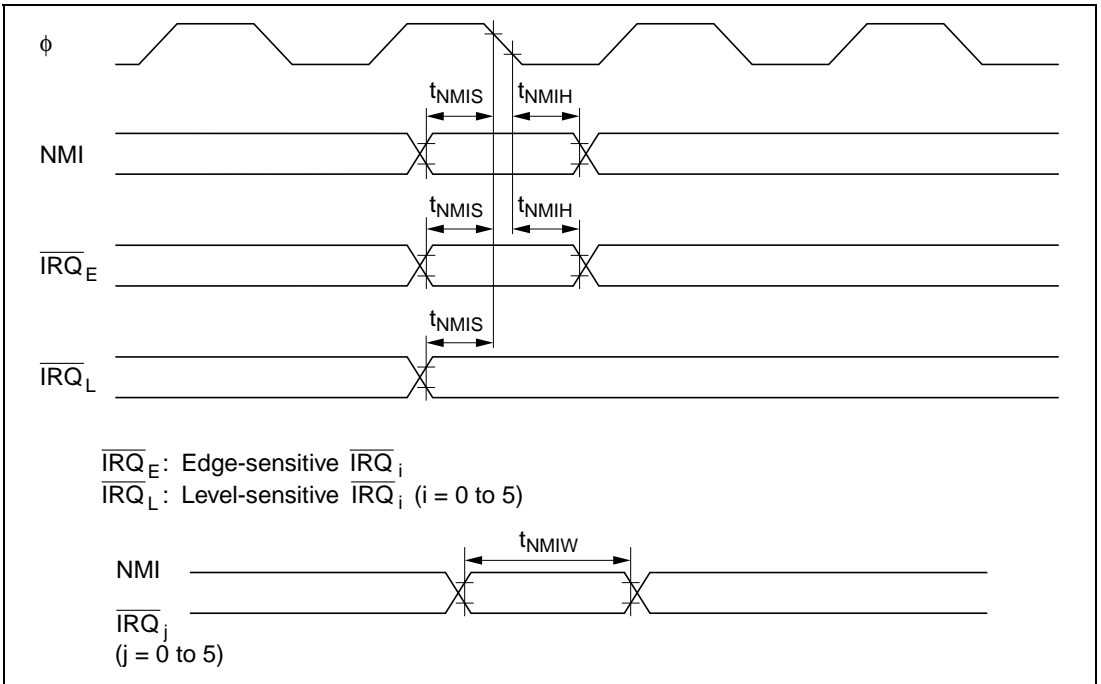 φ
tNMIS tNMIH
NMI
tNMIS tNMIH
IRQE
tNMIS
IRQL
IRQE: Edge-sensitive IRQi
IRQL: Level-sensitive IRQi (i = 0 to 5)
tNMIW
NMI
IRQj
(j = 0 to 5)